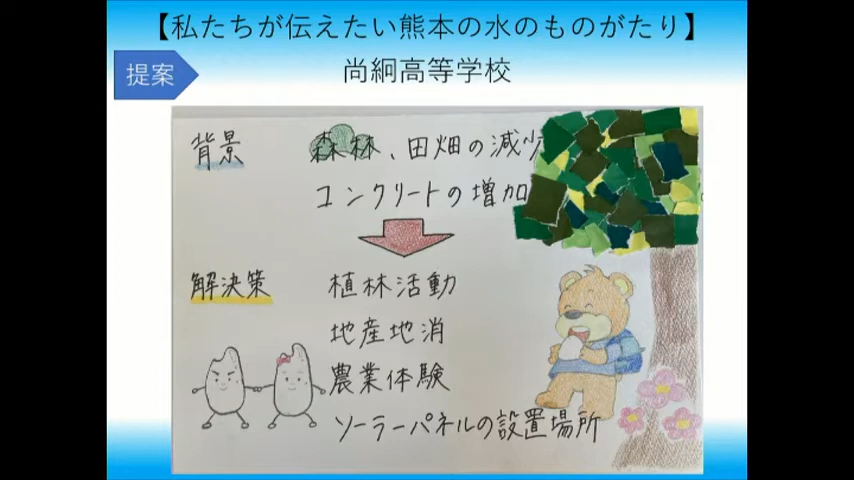 【私たちが伝えたい熊本の水のものがたり】
提案
尚絅高等学校
背景
森林、田畑の減少
コンクリートの増加
解決策
植林活動
地産地消
農業体験
ソーラーパネルの設置場所